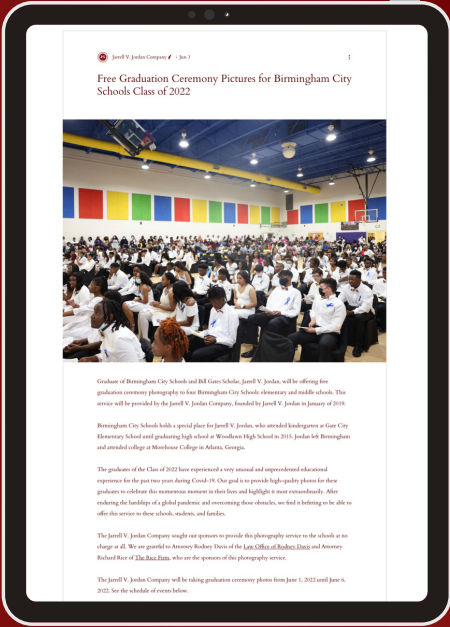 Jarrell V. Jordan Company · Jan 3
Free Graduation Ceremony Pictures for Birmingham City
Schools Class of 2022
Graduate of Birmingham City Schools and Bill Gates Scholar, Jarrell V. Jordan, will be offering free
graduation ceremony photography to four Birmingham City Schools: elementary and middle schools. This
service will be provided by the Jarrell V. Jordan Company, founded by Jarrell V. Jordan in January of 2019.
Birmingham City Schools holds a special place for Jarrell V. Jordan, who attended kindergarten at Gate City
Elementary School until graduating high school at Woodlawn High School in 2015. Jordan left Birmingham
and attended college at Morehouse College in Atlanta, Georgia.
The graduates of the Class of 2022 have experienced a very unusual and unprecedented educational
experience for the past two years during Covid-19. Our goal is to provide high-quality photos for these
graduates to celebrate this momentous moment in their lives and highlight it most extraordinarily. After
enduring the hardships of a global pandemic and overcoming those obstacles, we find it befitting to be able to
offer this service to these schools, students, and families.
The Jarrell V. Jordan Company sought out sponsors to provide this photography service to the schools at no
charge at all. We are grateful to Attorney Rodney Davis of the Law Office of Rodney Davis and Attorney
Richard Rice of The Rice Firm, who are the sponsors of this photography service.
The Jarrell V. Jordan Company will be taking graduation ceremony photos from June 1, 2022 until June 6,
2022. See the schedule of events below.